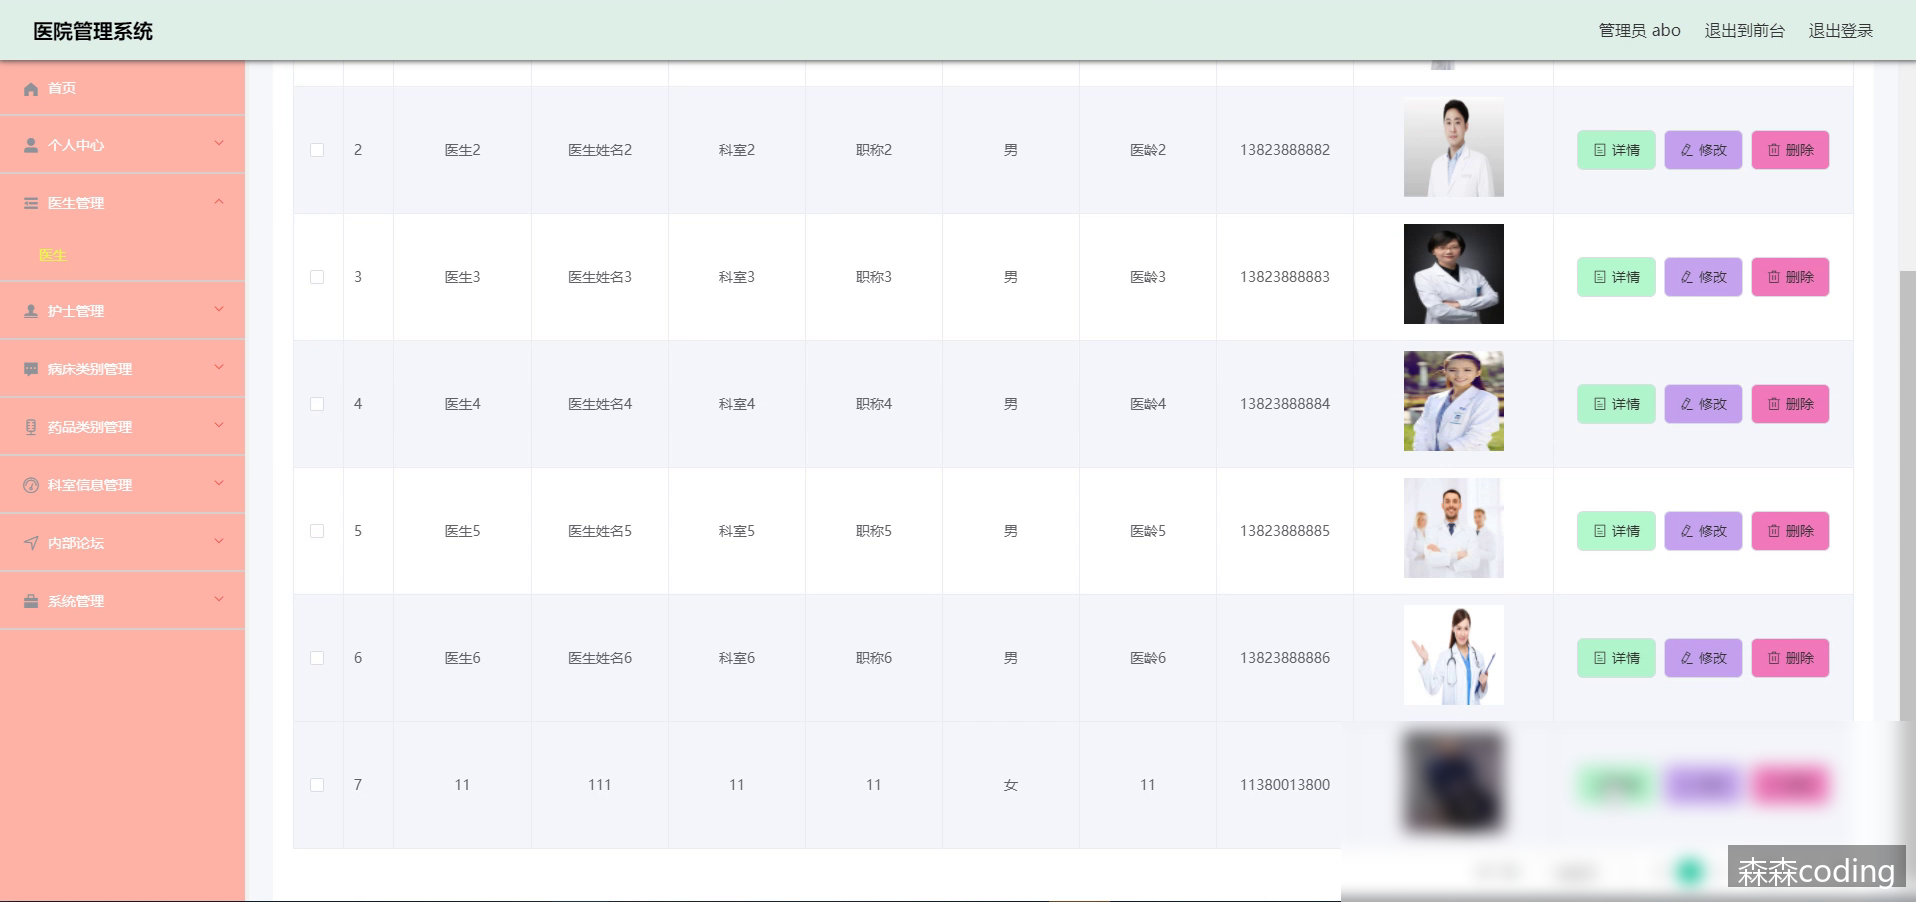 医院管理系统
管理员 abo 退出到前台 退出登录
首页
个人中心
医生管理
医生
护士管理
病床类别管理
药品类别管理
科室信息管理
内部论坛
系统管理
2 医生2 医生姓名2 科室2 职称2 男 医龄2 13823888882 详情 修改 删除
3 医生3 医生姓名3 科室3 职称3 男 医龄3 13823888883 详情 修改 删除
4 医生4 医生姓名4 科室4 职称4 男 医龄4 13823888884 详情 修改 删除
5 医生5 医生姓名5 科室5 职称5 男 医龄5 13823888885 详情 修改 删除
6 医生6 医生姓名6 科室6 职称6 男 医龄6 13823888886 详情 修改 删除
7 11 111 11 11 女 11 11380013800
森森coding